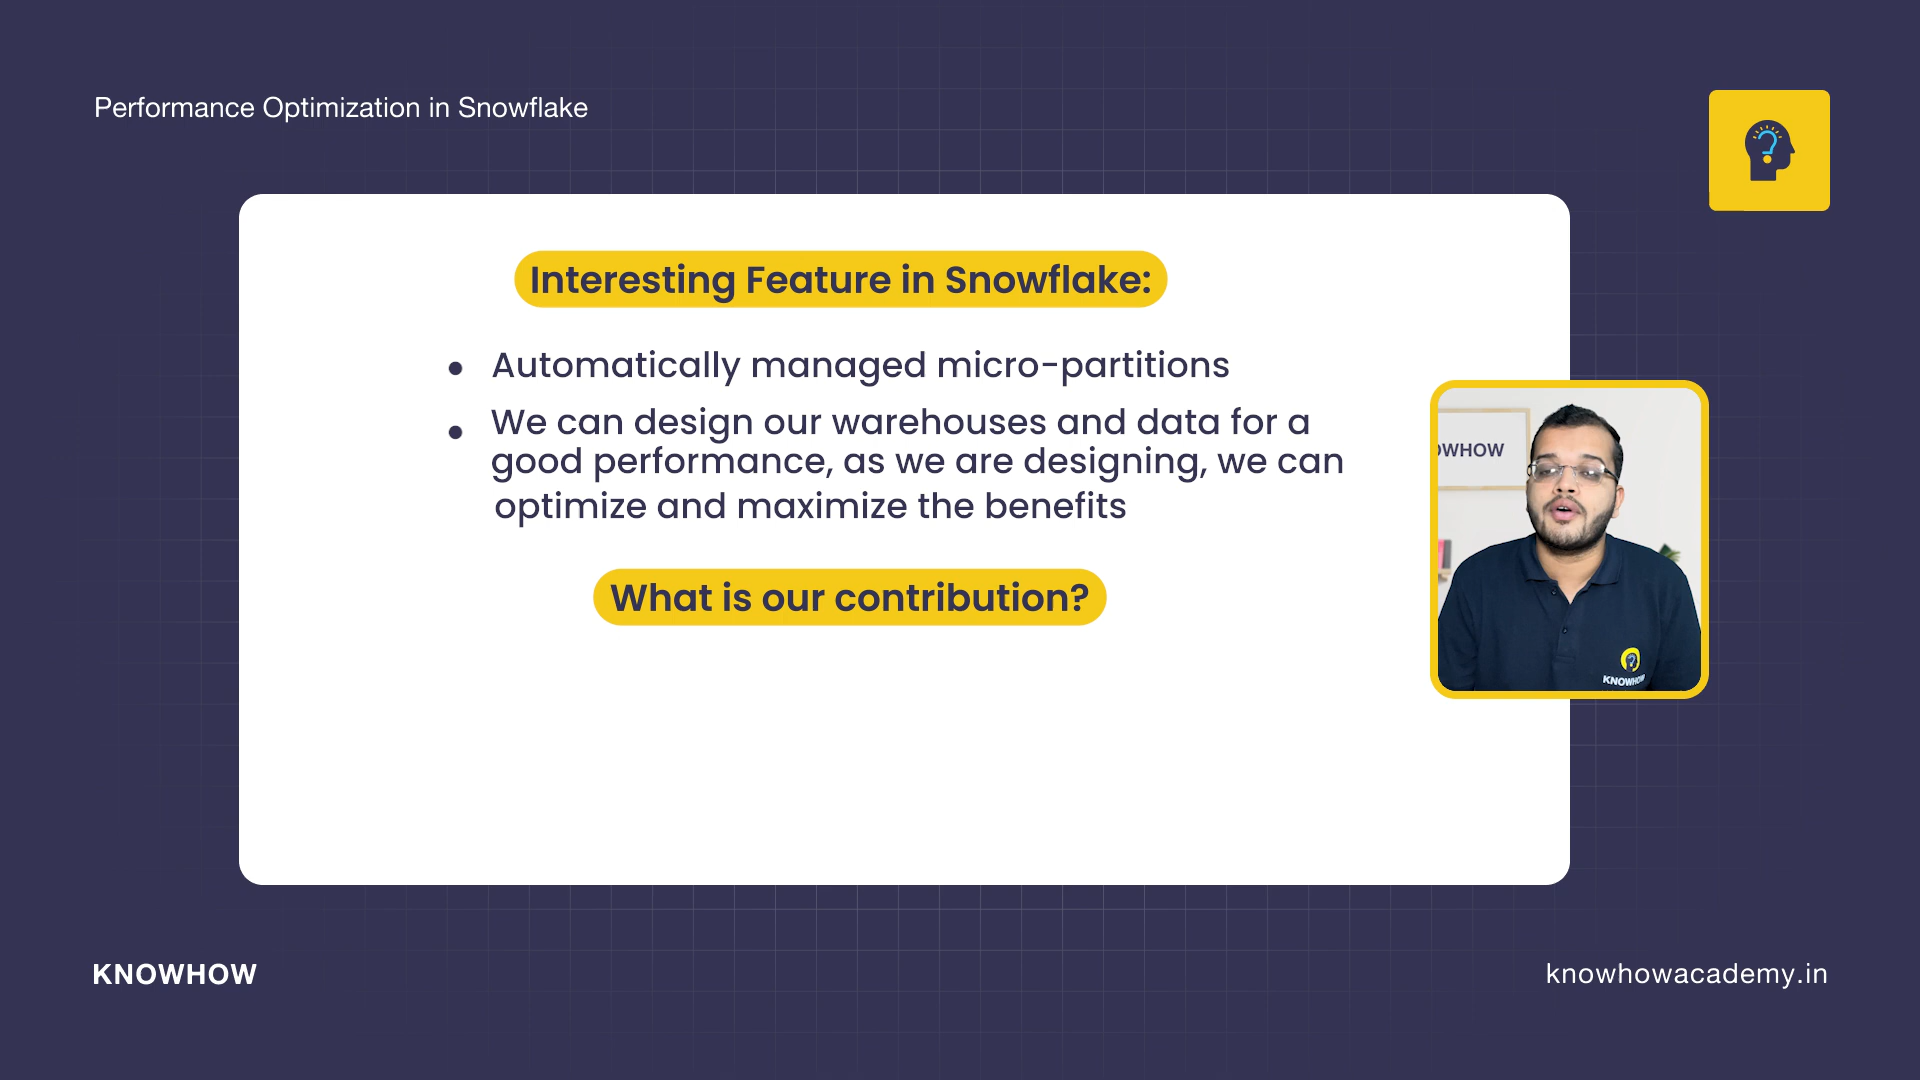 Performance Optimization in Snowflake
Interesting Feature in Snowflake:
• Automatically managed micro-partitions
• We can design our warehouses and data for a
good performance, as we are designing, we can
optimize and maximize the benefits
OWHOW
What is our contribution?
KNOWHOW
KNOWHOW
knowhowacademy.in